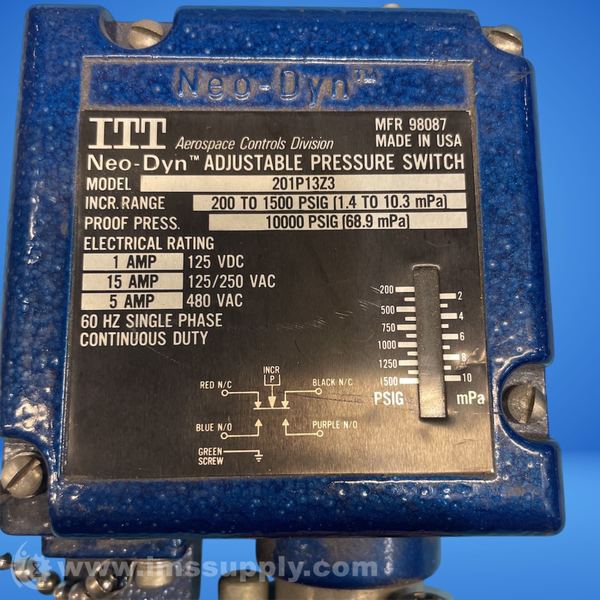 Neo-Dyn™
ITT Aerospace Controls Division
MFR 98087
MADE IN USA
Neo-Dyn™ ADJUSTABLE PRESSURE SWITCH
MODEL 201P13Z3
INCR. RANGE 200 TO 1500 PSIG (1.4 TO 10.3 mPa)
PROOF PRESS. 10000 PSIG (68.9 mPa)
ELECTRICAL RATING
1 AMP 125 VDC
15 AMP 125/250 VAC
5 AMP 480 VAC
60 HZ SINGLE PHASE
CONTINUOUS DUTY
200 2
500 4
750 6
1000
1250 8
1500 10
PSIG mPa
INCR
P
RED N/C BLACK N/C
BLUE N/O PURPLE N/O
GREEN
SCREW
www.imssupply.com